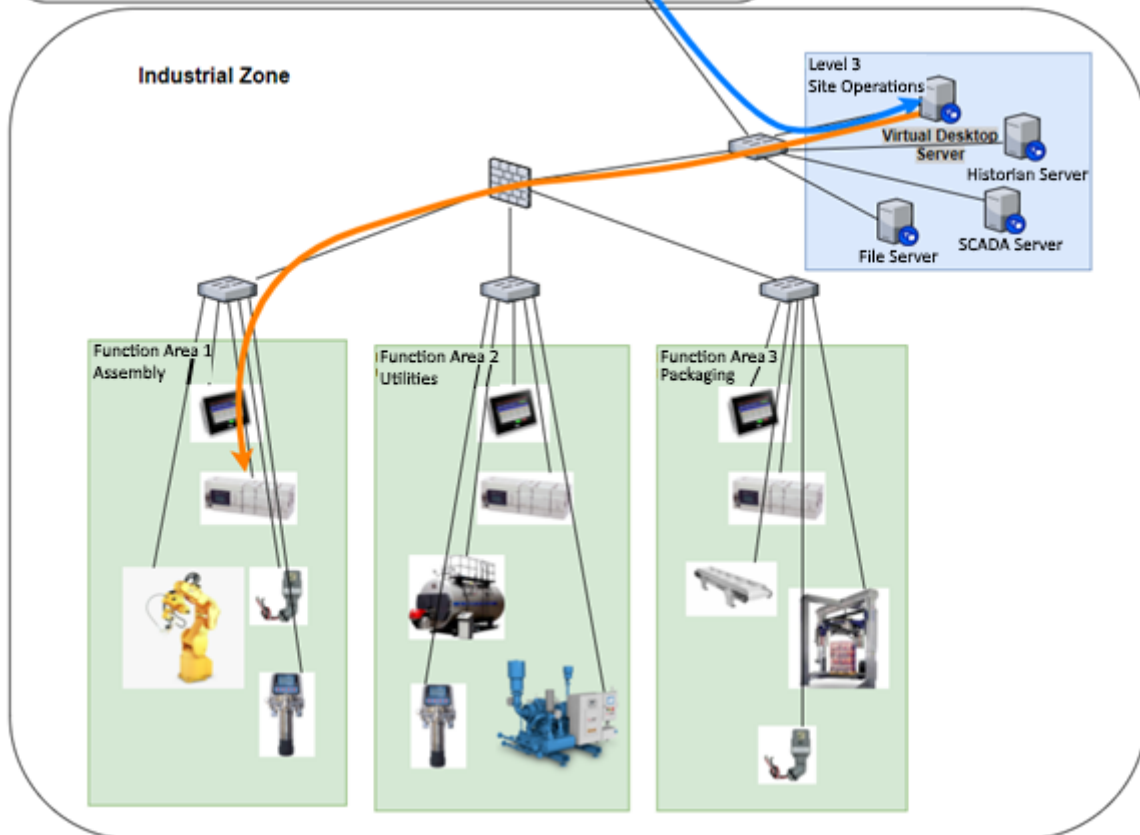 Industrial Zone
Level 3
Site Operations
Virtual Desktop
Server
Historian Server
SCADA Server
File Server
Function Area 1
Assembly
Function Area 2
Utilities
Function Area 3
Packaging